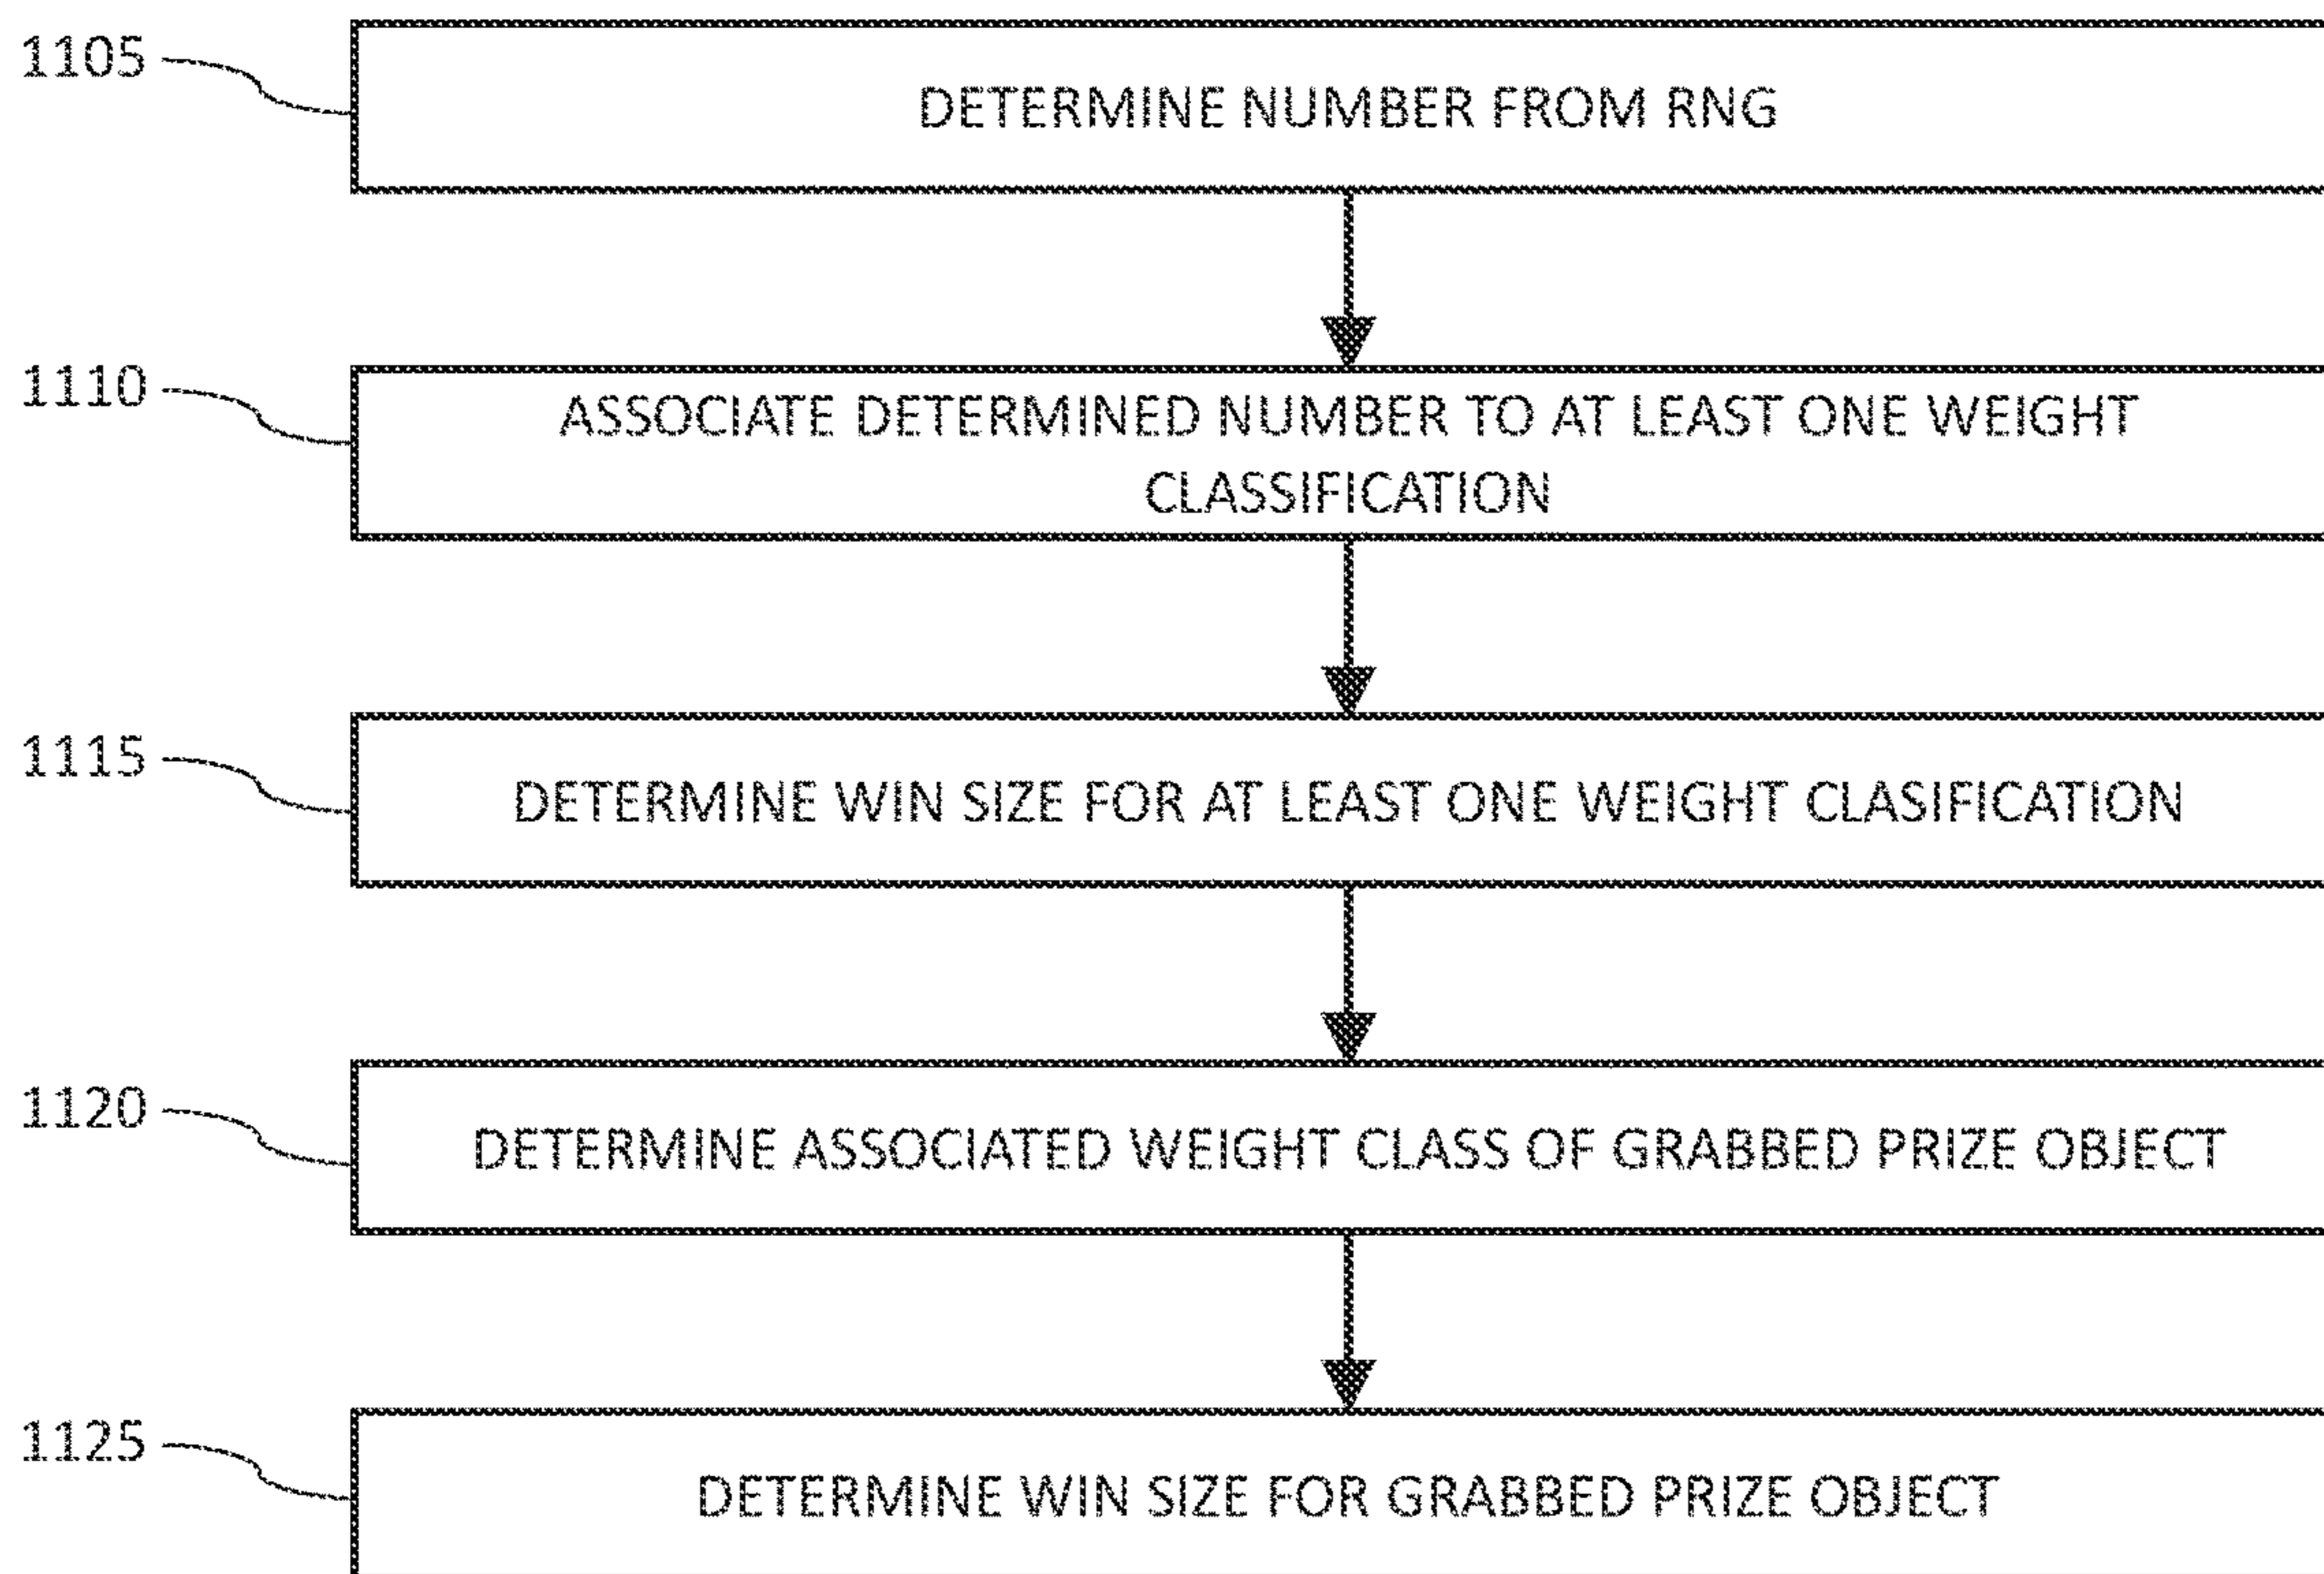 1105
DETERMINE NUMBER FROM RNG
1110
ASSOCIATE DETERMINED NUMBER TO AT LEAST ONE WEIGHT
CLASSIFICATION
1115
DETERMINE WIN SIZE FOR AT LEAST ONE WEIGHT CLASIFICATION
1120
DETERMINE ASSOCIATED WEIGHT CLASS OF GRABBED PRIZE OBJECT
1125
DETERMINE WIN SIZE FOR GRABBED PRIZE OBJECT